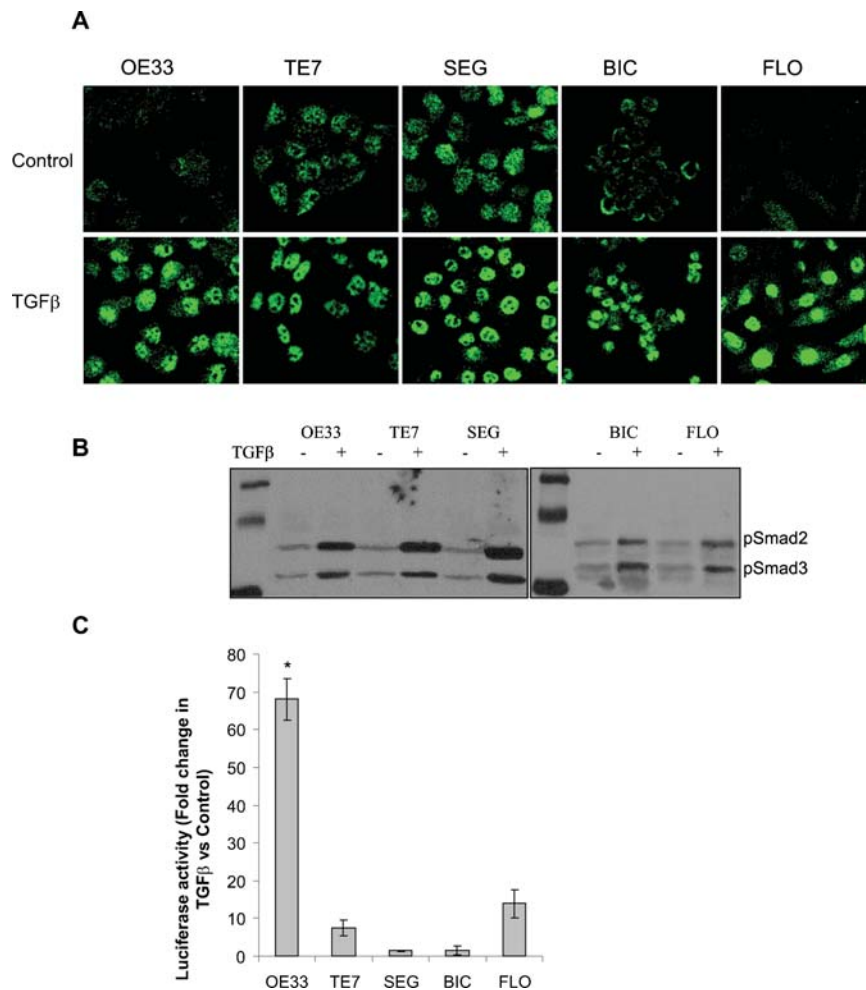 A
OE33 TE7 SEG BIC FLO
Control
TGFβ
B
OE33 TE7 SEG BIC FLO
TGFβ - + - + - + - + - +
pSmad2
pSmad3
C
Luciferase activity (Fold change in
TGFβ vs Control)
80
70
60
50
40
30
20
10
0
*
OE33 TE7 SEG BIC FLO